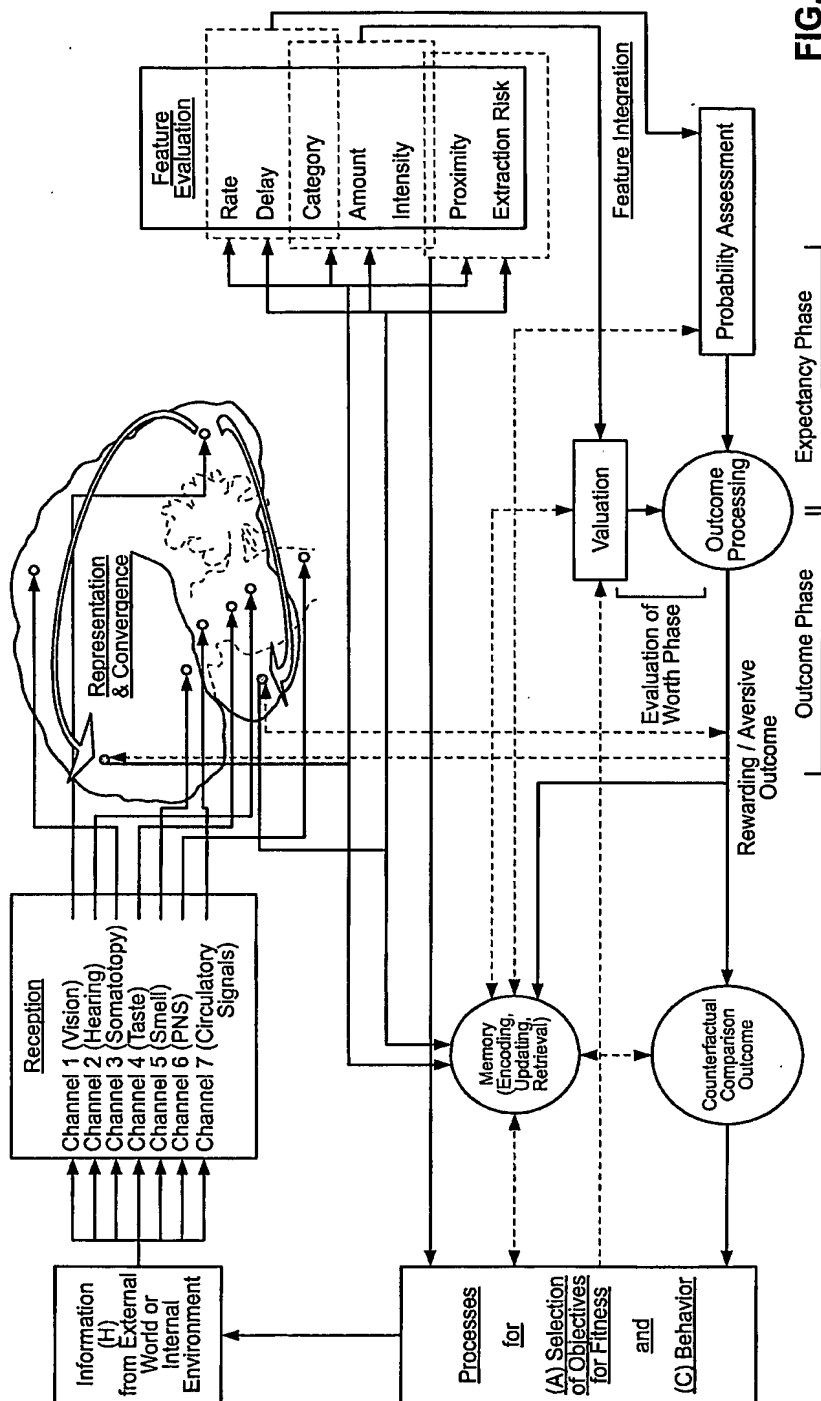 Information
(H)
from External
World or
Internal
Environment
Reception
Channel 1 (Vision)
Channel 2 (Hearing)
Channel 3 (Somatotopy)
Channel 4 (Taste)
Channel 5 (Smell)
Channel 6 (PNS)
Channel 7 (Circulatory
Signals)
Representation
& Convergence
Feature
Evaluation
Rate
Delay
Category
Amount
Intensity
Proximity
Extraction Risk
Processes
for
(A) Selection
of Objectives
for Fitness
and
(C) Behavior
Memory
(Encoding,
Updating,
Retrieval)
Counterfactual
Comparison
Outcome
Evaluation of
Worth Phase
Valuation
Feature Integration
Rewarding / Aversive
Outcome
Outcome
Processing
Probability Assessment
Outcome Phase
Expectancy Phase
FIG.